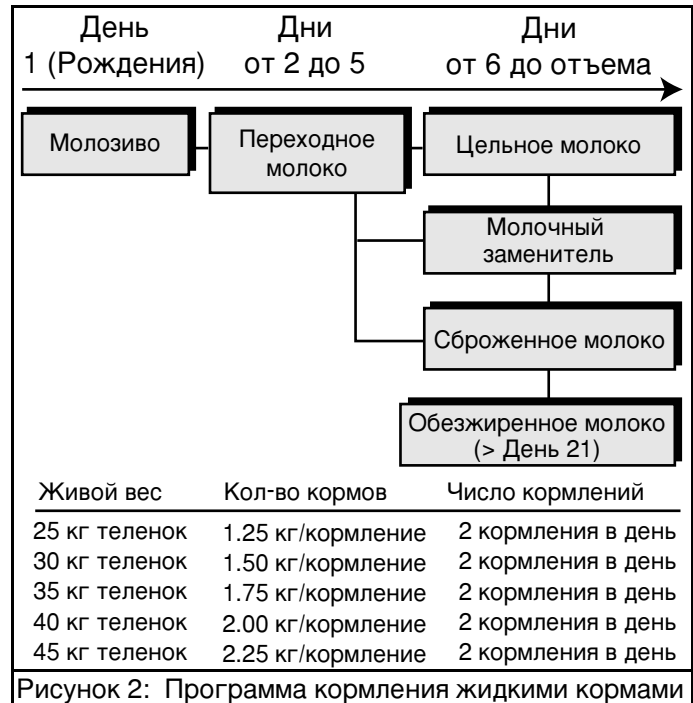 День Дни Дни
1 (Рождения) от 2 до 5 от 6 до отъема
Молозиво
Переходное
молоко
Цельное молоко
Молочный
заменитель
Сброженное молоко
Обезжиренное молоко
(> День 21)
Живой вес Кол-во кормов Число кормлений
25 кг теленок 1.25 кг/кормление 2 кормления в день
30 кг теленок 1.50 кг/кормление 2 кормления в день
35 кг теленок 1.75 кг/кормление 2 кормления в день
40 кг теленок 2.00 кг/кормление 2 кормления в день
45 кг теленок 2.25 кг/кормление 2 кормления в день
Рисунок 2: Программа кормления жидкими кормами